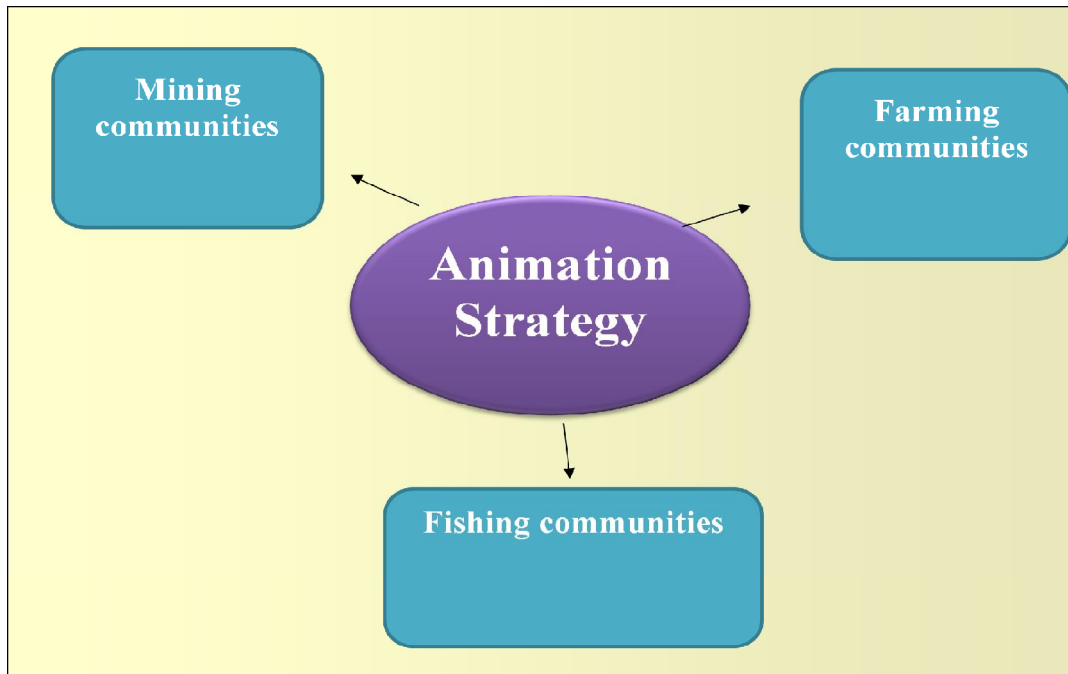 Mining
communities
Farming
communities
Animation
Strategy
Fishing communities